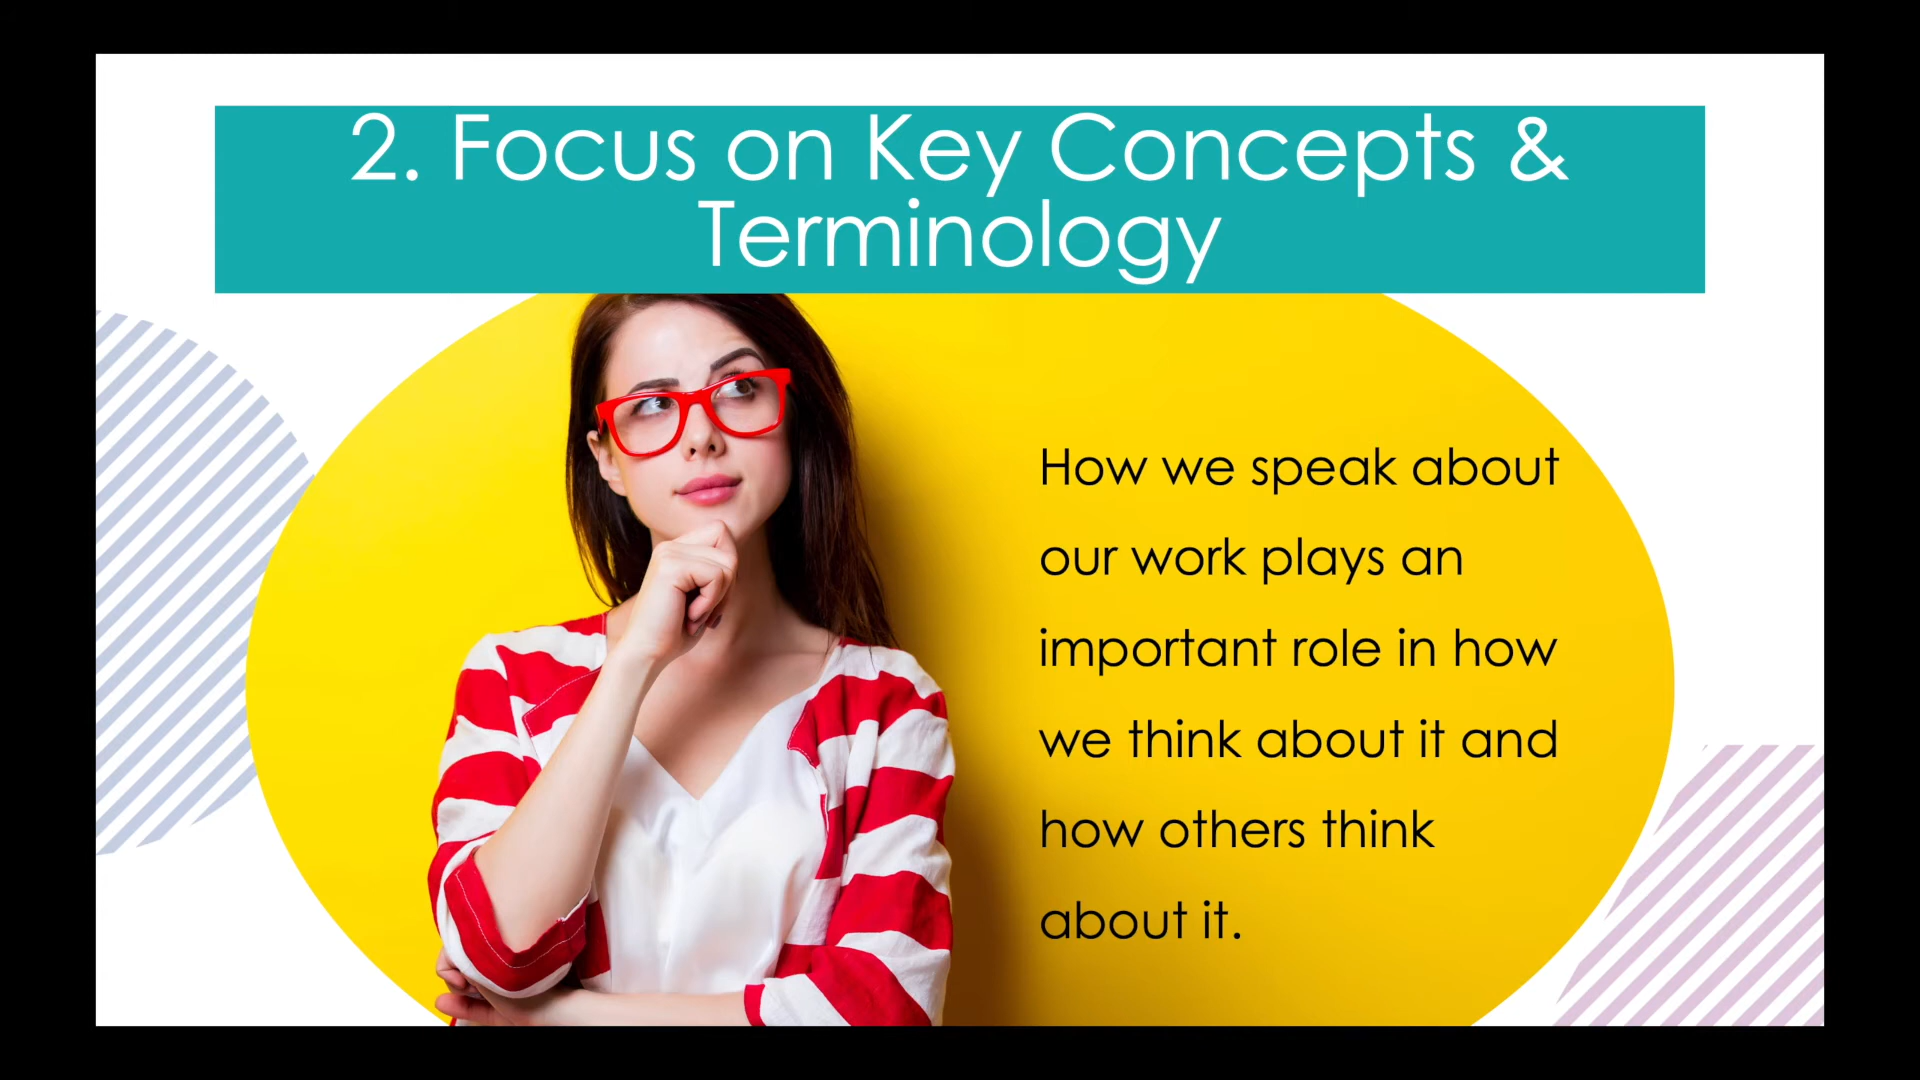 2. Focus on Key Concepts &
Terminology
How we speak about
our work plays an
important role in how
we think about it and
how others think
about it.